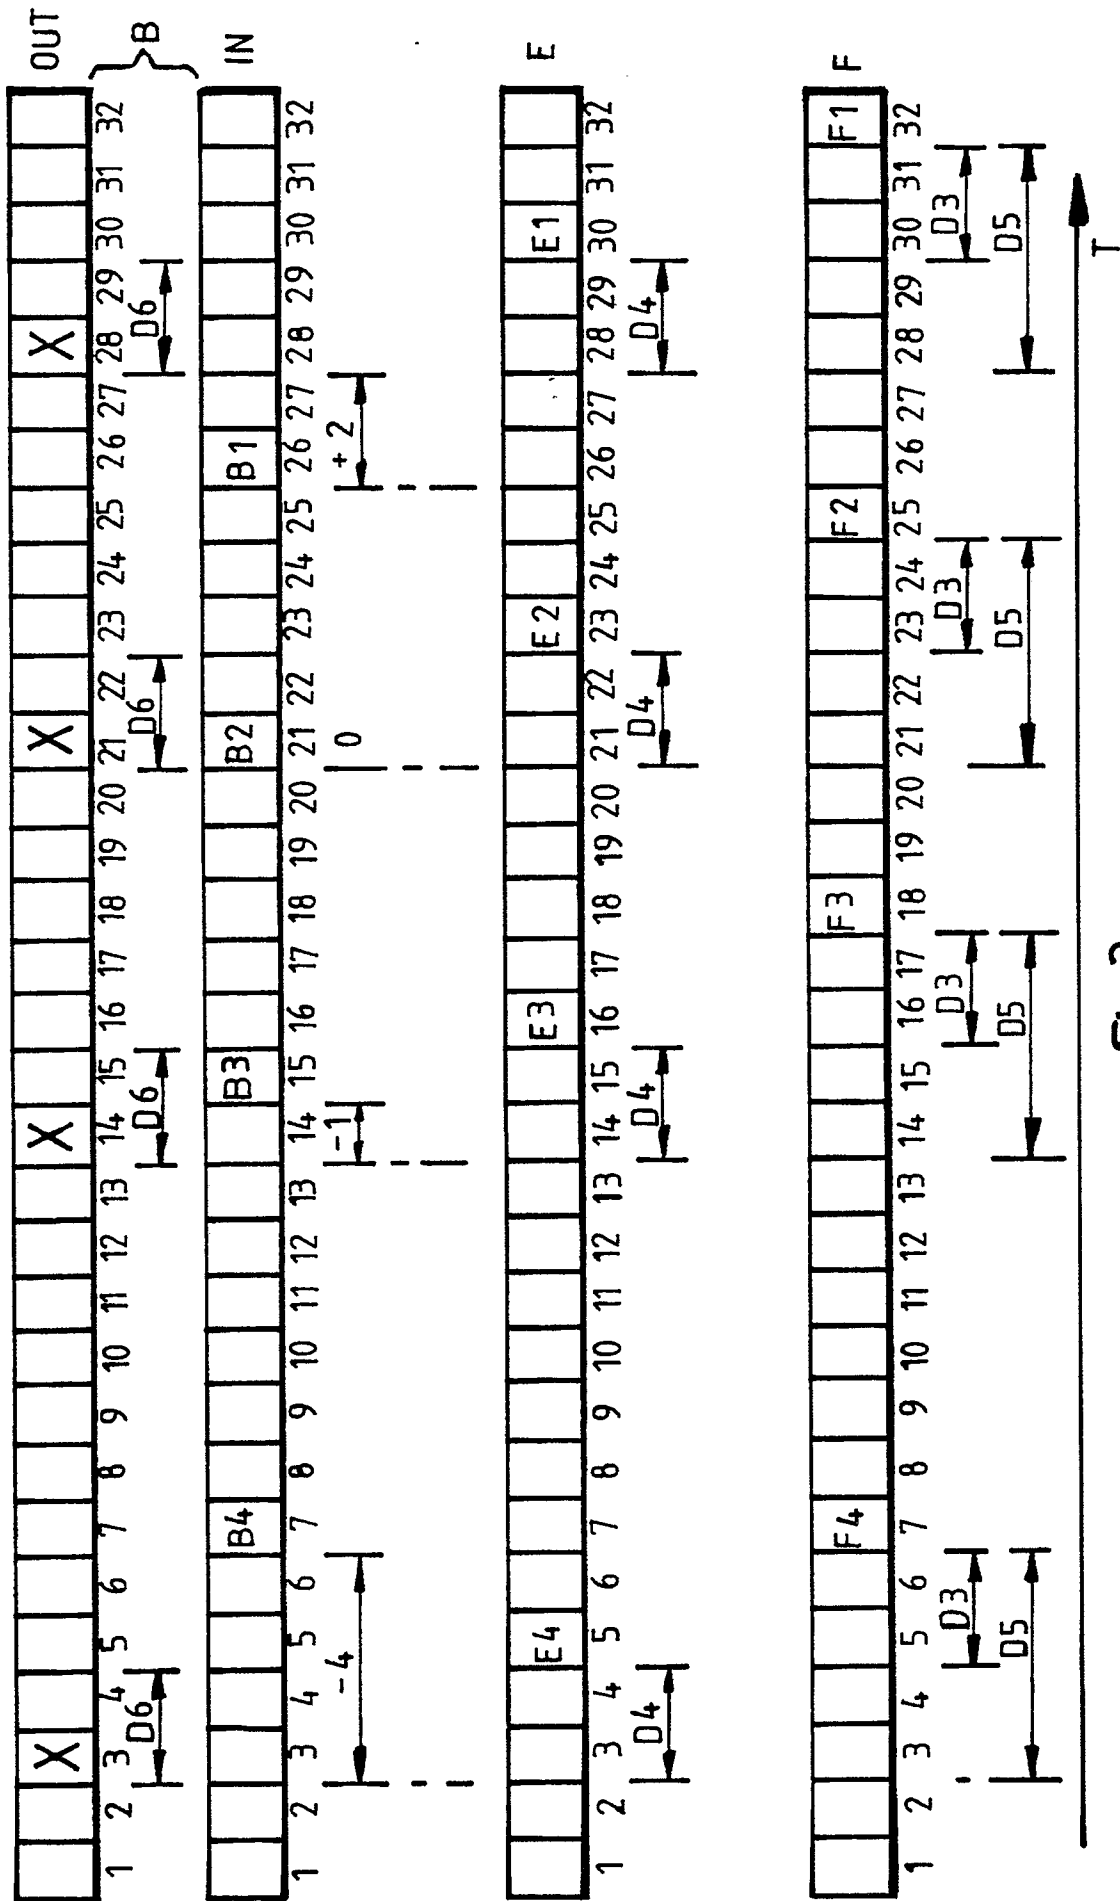 OUT
X X X X
1 2 3 4 5 6 7 8 9 10 11 12 13 14 15 16 17 18 19 20 21 22 23 24 25 26 27 28 29 30 31 32
D6 D6 D6 D6
B
IN
B4 B3 B2 B1
1 2 3 4 5 6 7 8 9 10 11 12 13 14 15 16 17 18 19 20 21 22 23 24 25 26 27 28 29 30 31 32
-4 -1 0 +2
E
E4 E3 E2 E1
1 2 3 4 5 6 7 8 9 10 11 12 13 14 15 16 17 18 19 20 21 22 23 24 25 26 27 28 29 30 31 32
D4 D4 D4 D4
F
F4 F3 F2 F1
1 2 3 4 5 6 7 8 9 10 11 12 13 14 15 16 17 18 19 20 21 22 23 24 25 26 27 28 29 30 31 32
D3 D3 D3 D3
D5 D5 D5 D5
T